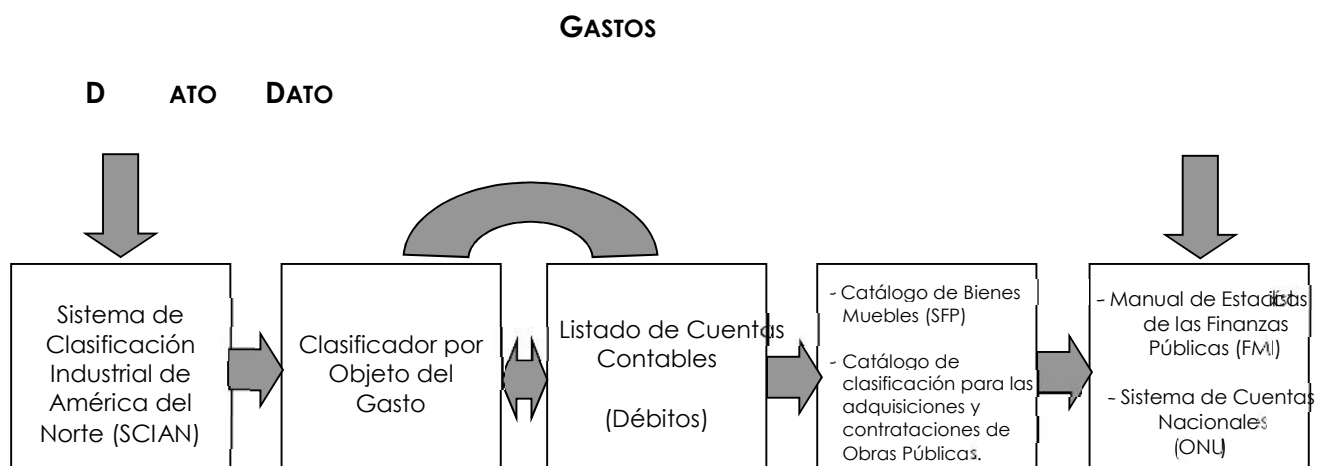 GASTOS
D ATO DATO
Sistema de
Clasificación
Industrial de
América del
Norte (SCIAN)
Clasificador por
Objeto del
Gasto
Listado de Cuentas
Contables
(Débitos)
- Catálogo de Bienes
Muebles (SFP)
- Catálogo de
clasificación para las
adquisiciones y
contrataciones de
Obras Públicas.
- Manual de
de las Finanzas
Públicas (FMI)
- Sistema de Cuentas
Nacionales
(ONU)